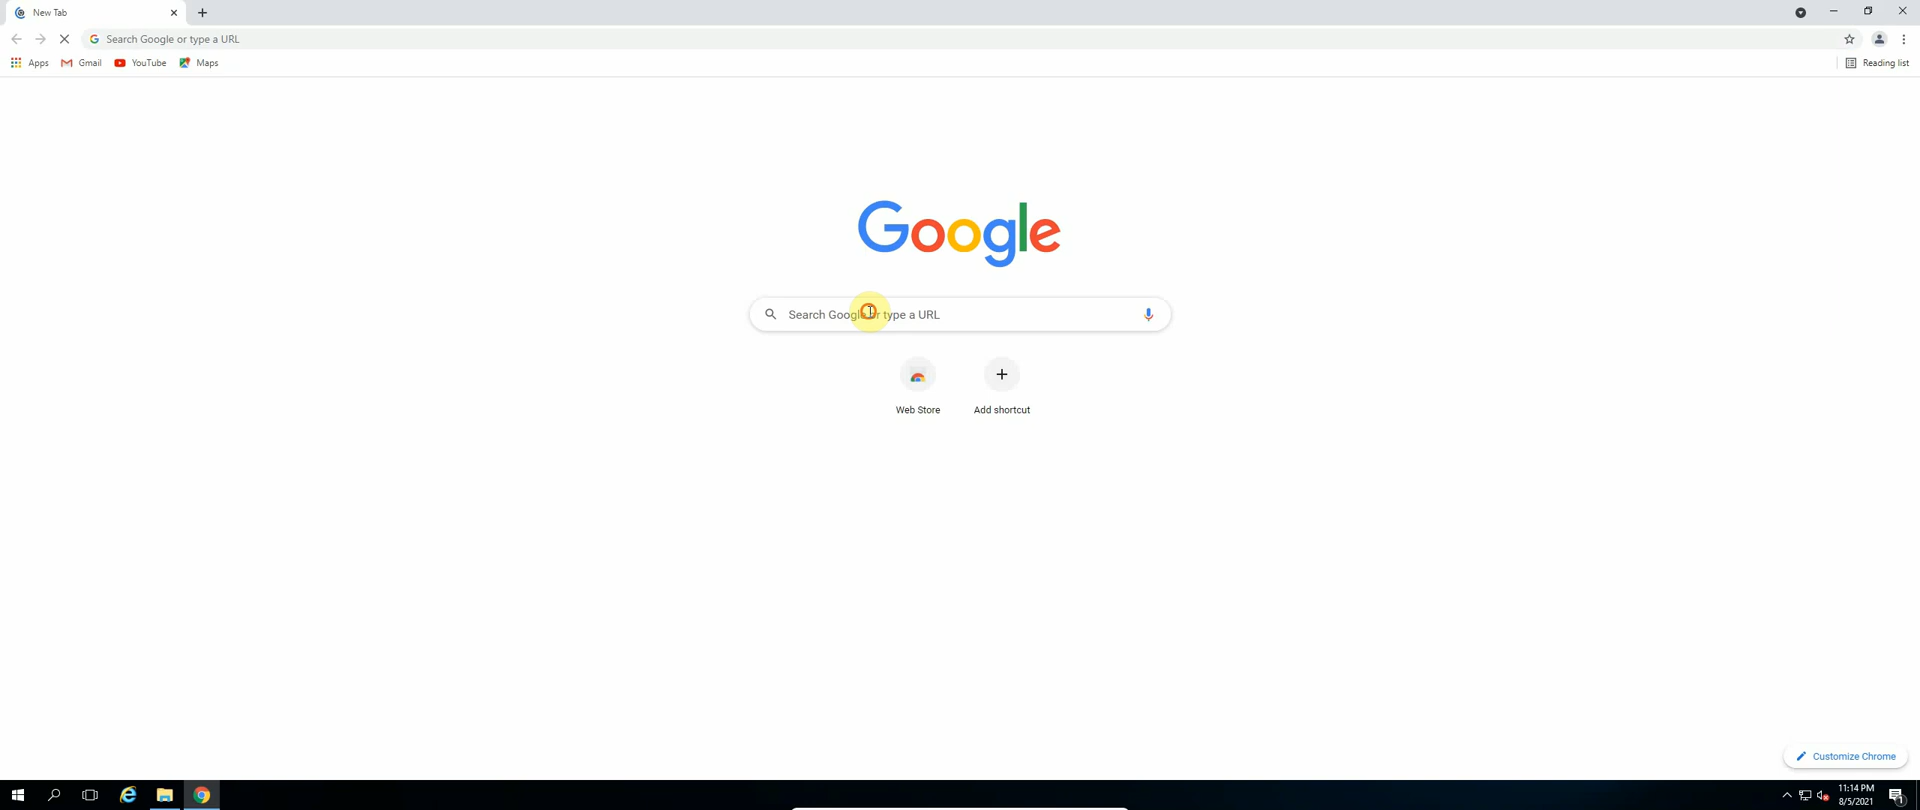 New Tab
Search Google or type a URL
Apps Gmail YouTube Maps Reading list
Google
Search Google or type a URL
Web Store Add shortcut
Customize Chrome
11:14 PM
8/5/2021
1